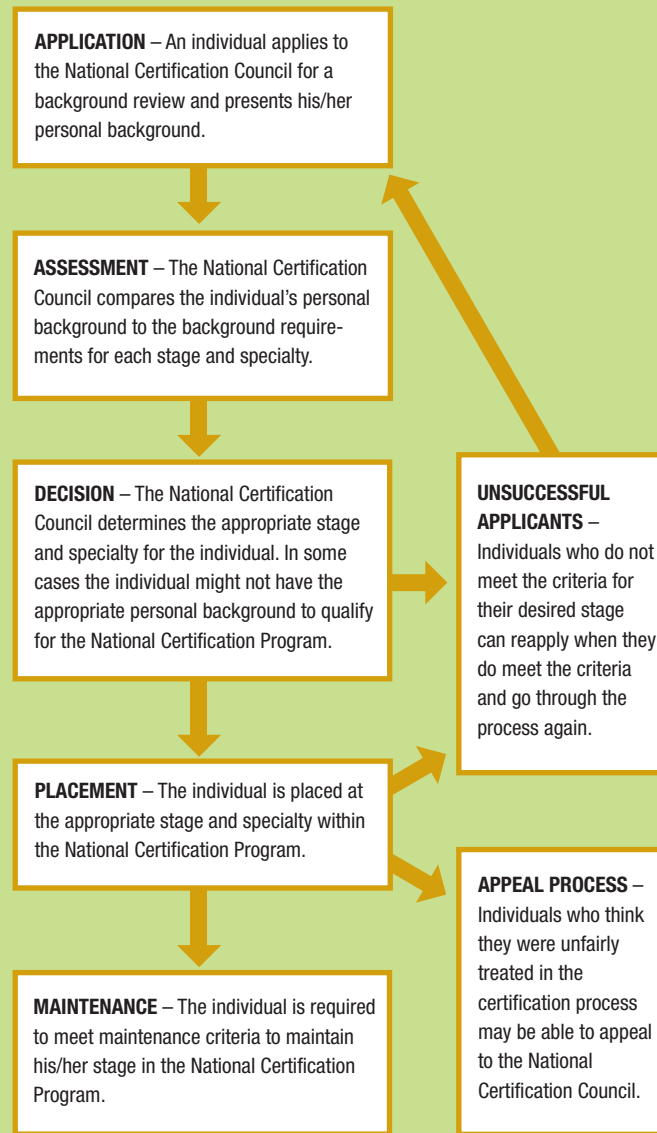 APPLICATION – An individual applies to
the National Certification Council for a
background review and presents his/her
personal background.
ASSESSMENT – The National Certification
Council compares the individual's personal
background to the background require-
ments for each stage and specialty.
DECISION – The National Certification
Council determines the appropriate stage
and specialty for the individual. In some
cases the individual might not have the
appropriate personal background to qualify
for the National Certification Program.
UNSUCCESSFUL
APPLICANTS –
Individuals who do not
meet the criteria for
their desired stage
can reapply when they
do meet the criteria
and go through the
process again.
PLACEMENT – The individual is placed at
the appropriate stage and specialty within
the National Certification Program.
APPEAL PROCESS –
Individuals who think
they were unfairly
treated in the
certification process
may be able to appeal
to the National
Certification Council.
MAINTENANCE – The individual is required
to meet maintenance criteria to maintain
his/her stage in the National Certification
Program.